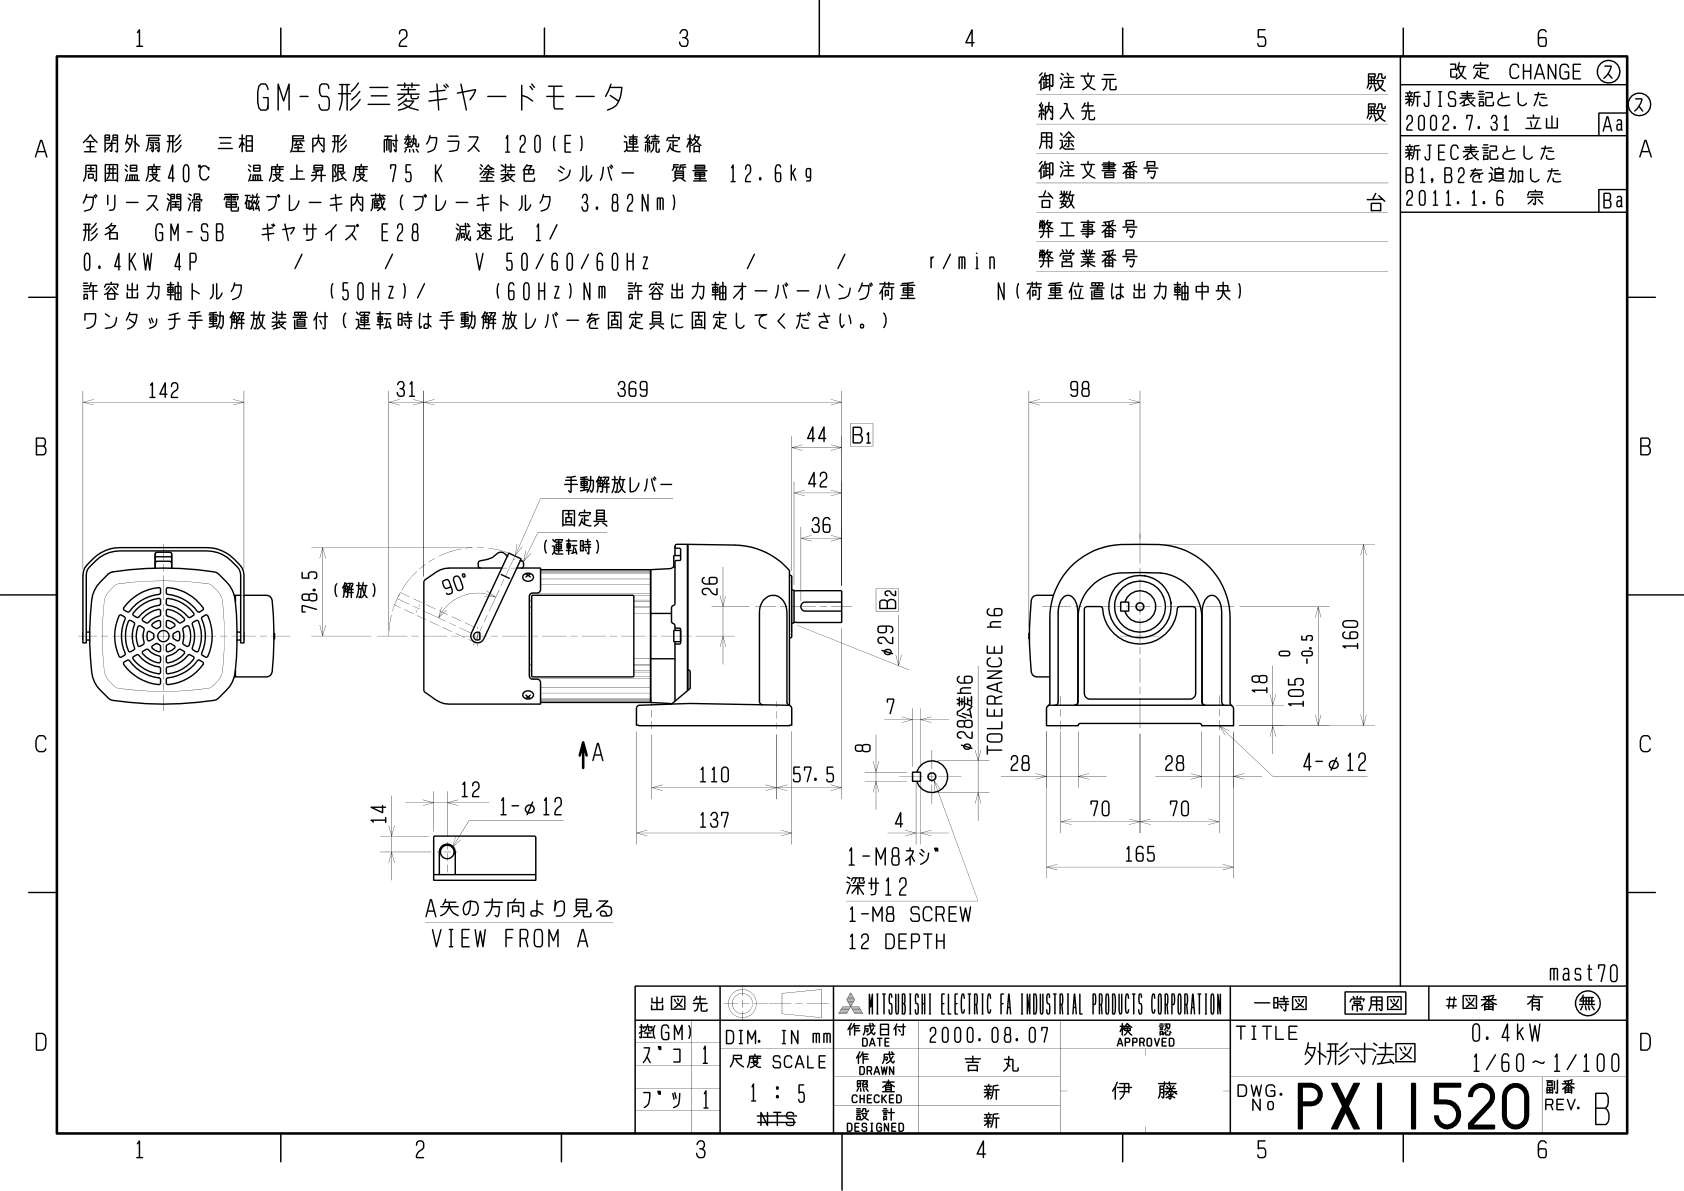 1 2 3 4 5 6
A
B
C
D
GM-S形三菱ギヤードモータ
全閉外扇形 三相 屋内形 耐熱クラス 120(E) 連続定格
周囲温度40℃ 温度上昇限度 75 K 塗装色 シルバー 質量 12.6kg
グリース潤滑 電磁ブレーキ内蔵(ブレーキトルク 3.82Nm)
形名 GM-SB ギヤサイズ E28 減速比 1/
0.4KW 4P / / V 50/60/60Hz / / r/min
許容出力軸トルク (50Hz)/ (60Hz)Nm 許容出力軸オーバーハング荷重 N(荷重位置は出力軸中央)
ワンタッチ手動解放装置付(運転時は手動解放レバーを固定具に固定してください。)
御注文元 殿
納入先 殿
用途
御注文書番号
台数 台
弊工事番号
弊営業番号
改定 CHANGE ス
新JIS表記とした
2002.7.31 立山 Aa
新JEC表記とした
B1,B2を追加した
2011.1.6 宗 Ba
ス
A
B
C
D
142
31
369
44 B1
42
36
手動解放レバー
固定具
(運転時)
90°
78.5
(解放)
26
φ29 B2
A
110
57.5
137
12
14
1-φ12
A矢の方向より見る
VIEW FROM A
7
8
4
φ28公差h6
TOLERANCE h6
1-M8ネジ
深サ12
1-M8 SCREW
12 DEPTH
98
160
105 0 -0.5
18
28
28
4-φ12
70
70
165
mast70
出図先
控(GM)
スﾞコ 1
フﾞツ 1
DIM. IN mm
尺度 SCALE
1 : 5
NTS
MITSUBISHI ELECTRIC FA INDUSTRIAL PRODUCTS CORPORATION
作成日付
DATE
2000.08.07
作 成
DRAWN
吉 丸
照 査
CHECKED
新
設 計
DESIGNED
新
検 認
APPROVED
伊 藤
一時図 常用図 #図番 有 無
TITLE
外形寸法図
0.4kW
1/60~1/100
DWG.
No
PX11520
副番
REV.
B
1 2 3 4 5 6